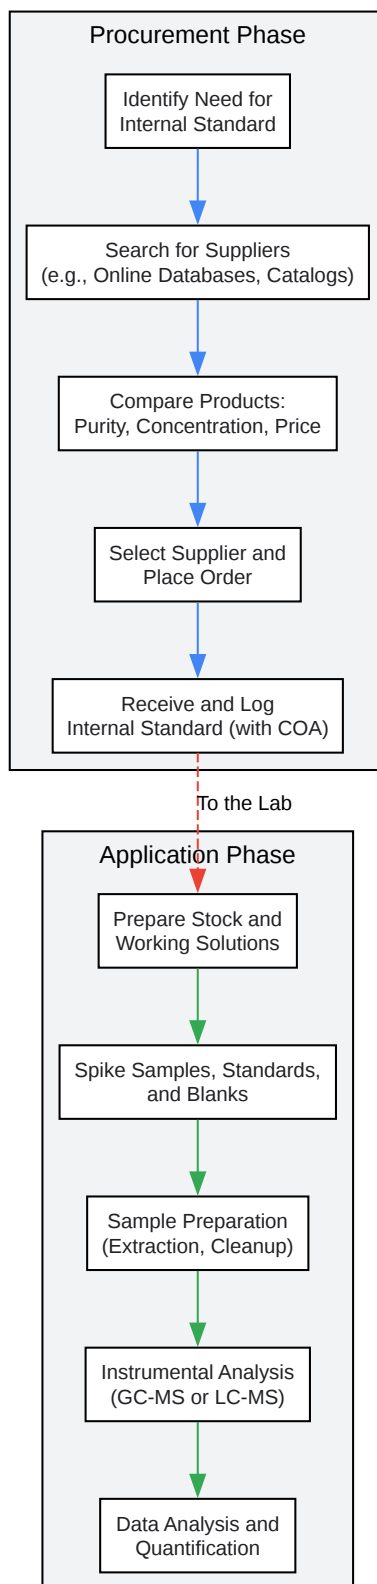 Procurement Phase
Identify Need for
Internal Standard
Search for Suppliers
(e.g., Online Databases, Catalogs)
Compare Products:
Purity, Concentration, Price
Select Supplier and
Place Order
Receive and Log
Internal Standard (with COA)
To the Lab
Application Phase
Prepare Stock and
Working Solutions
Spike Samples, Standards,
and Blanks
Sample Preparation
(Extraction, Cleanup)
Instrumental Analysis
(GC-MS or LC-MS)
Data Analysis and
Quantification